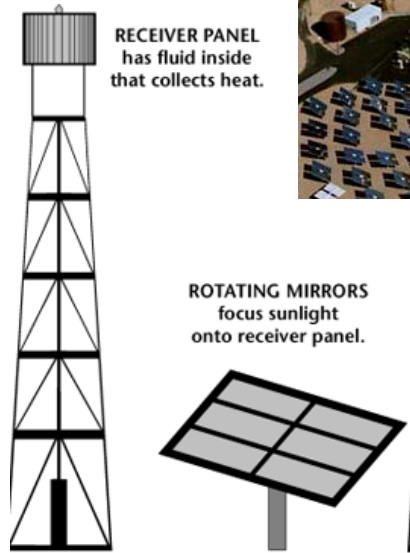 RECEIVER PANEL
has fluid inside
that collects heat.
ROTATING MIRRORS
focus sunlight
onto receiver panel.